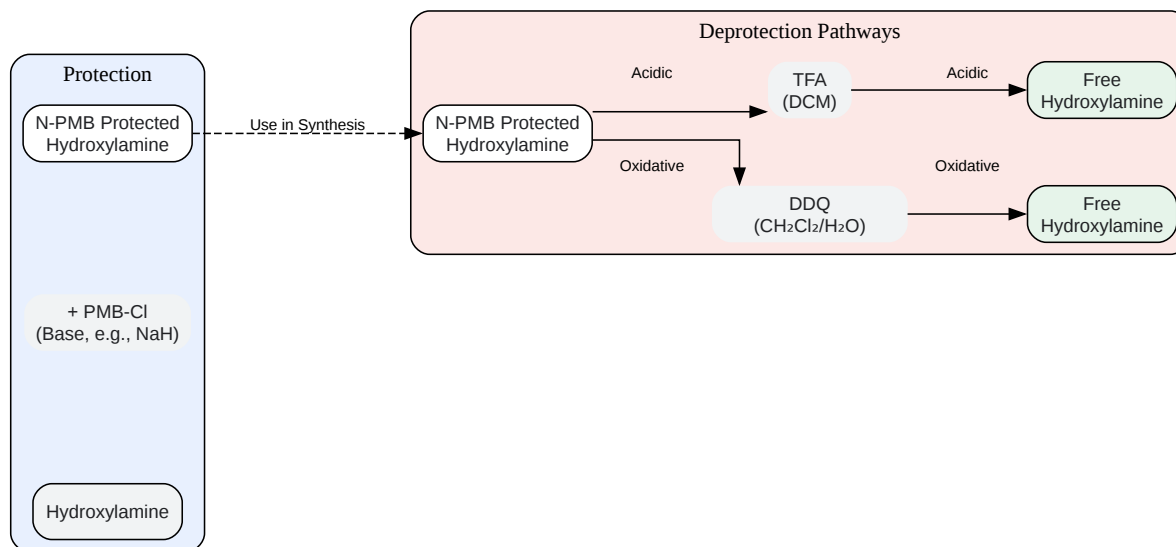 Protection
N-PMB Protected
Hydroxylamine
+ PMB-Cl
(Base, e.g., NaH)
Hydroxylamine
Use in Synthesis
Deprotection Pathways
N-PMB Protected
Hydroxylamine
Acidic
TFA
(DCM)
Acidic
Free
Hydroxylamine
Oxidative
DDQ
(CH₂Cl₂/H₂O)
Oxidative
Free
Hydroxylamine